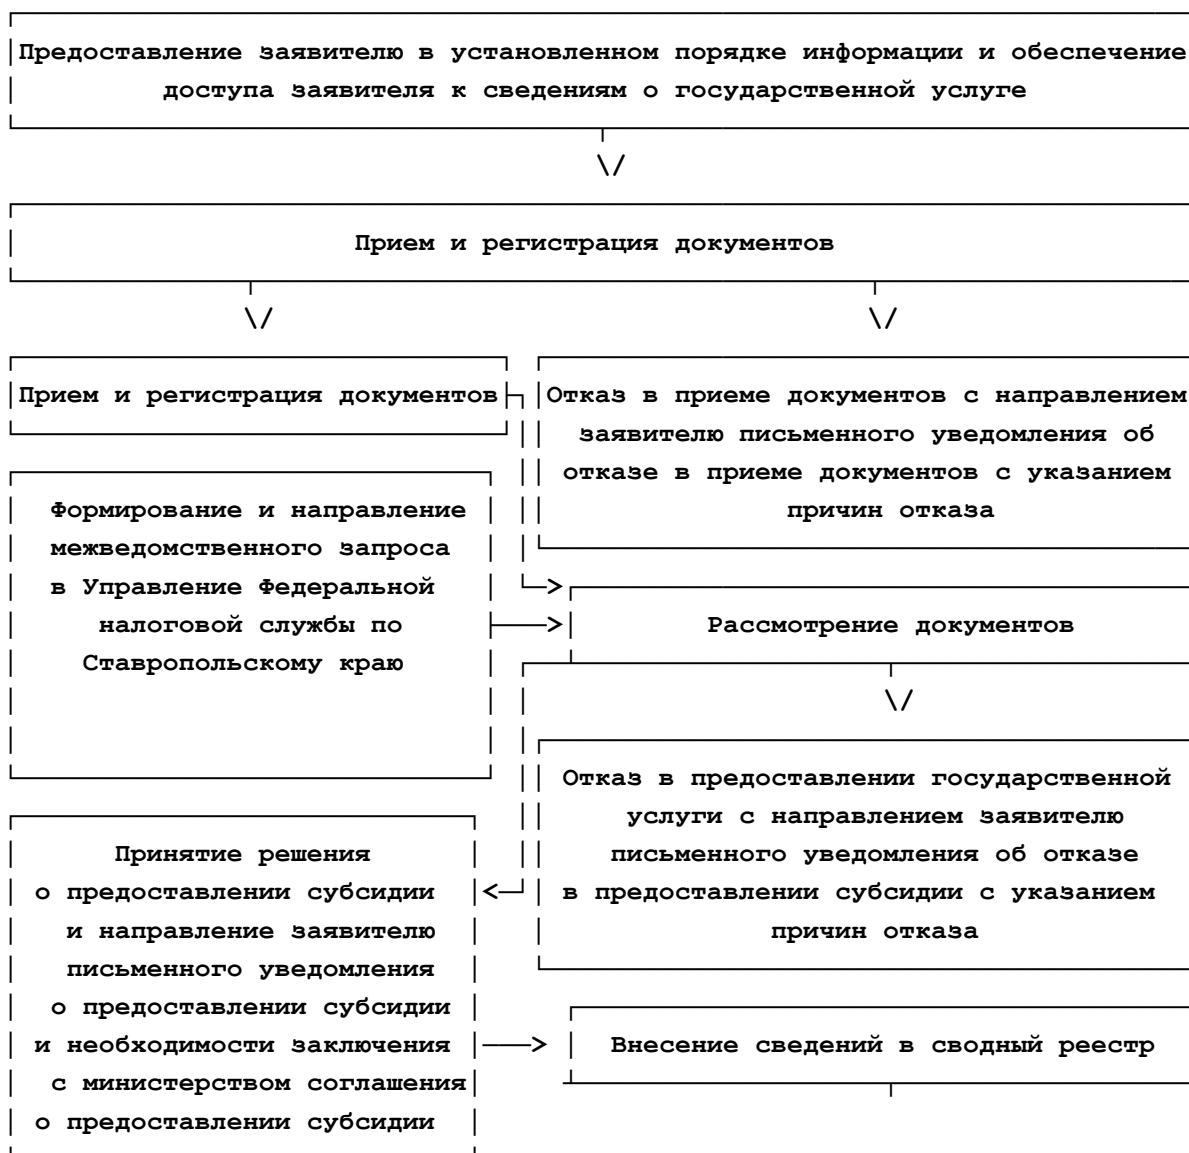 Предоставление заявителю в установленном порядке информации и обеспечение
доступа заявителя к сведениям о государственной услуге
Прием и регистрация документов
Прием и регистрация документов
Отказ в приеме документов с направлением
заявителю письменного уведомления об
отказе в приеме документов с указанием
причин отказа
Формирование и направление
межведомственного запроса
в Управление Федеральной
налоговой службы по
Ставропольскому краю
Рассмотрение документов
Отказ в предоставлении государственной
услуги с направлением заявителю
письменного уведомления об отказе
в предоставлении субсидии с указанием
причин отказа
Принятие решения
о предоставлении субсидии
и направление заявителю
письменного уведомления
о предоставлении субсидии
и необходимости заключения
с министерством соглашения
о предоставлении субсидии
Внесение сведений в сводный реестр